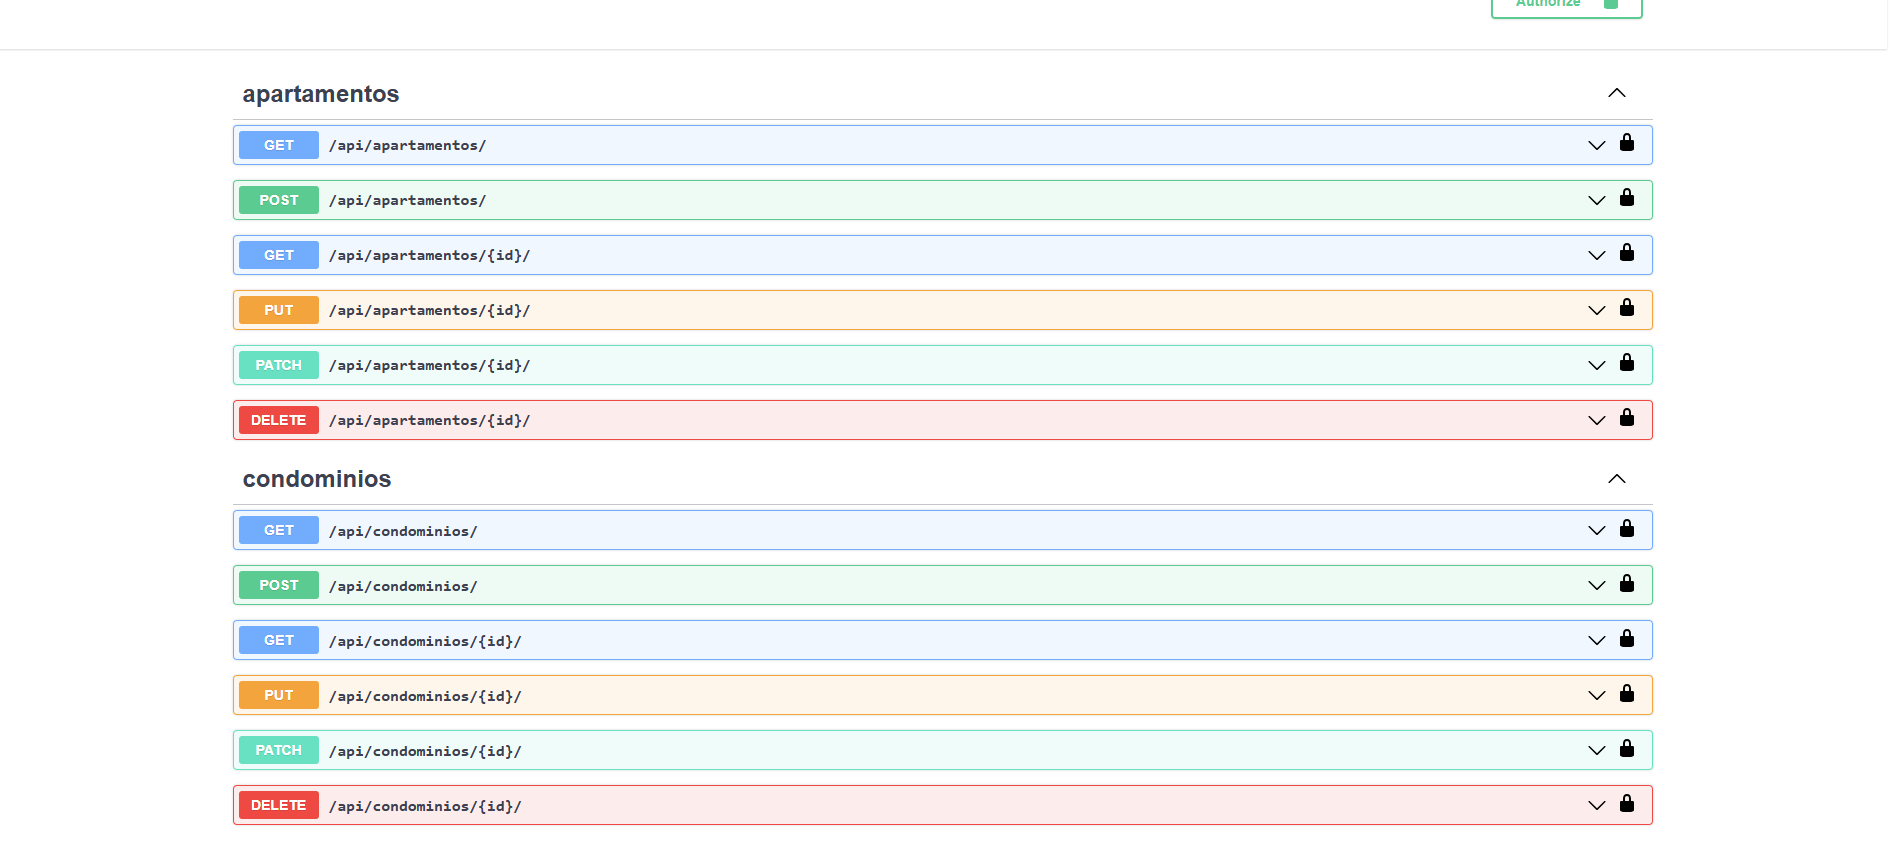 Authorize
apartamentos
GET /api/apartamentos/
POST /api/apartamentos/
GET /api/apartamentos/{id}/
PUT /api/apartamentos/{id}/
PATCH /api/apartamentos/{id}/
DELETE /api/apartamentos/{id}/
condominios
GET /api/condominios/
POST /api/condominios/
GET /api/condominios/{id}/
PUT /api/condominios/{id}/
PATCH /api/condominios/{id}/
DELETE /api/condominios/{id}/